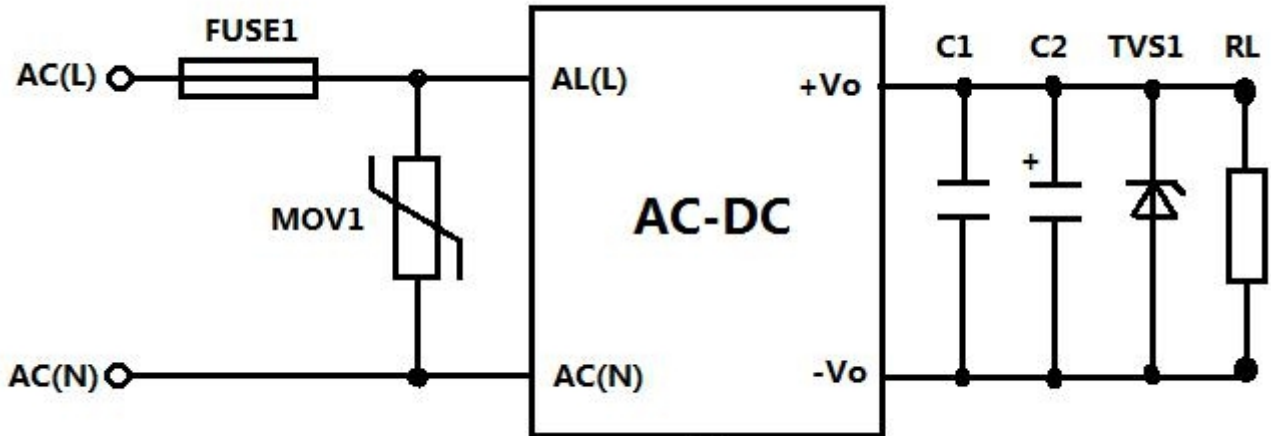 FUSE1
C1 C2 TVS1 RL
AC(L) AL(L) +Vo
+
MOV1 AC-DC
AC(N) AC(N) -Vo